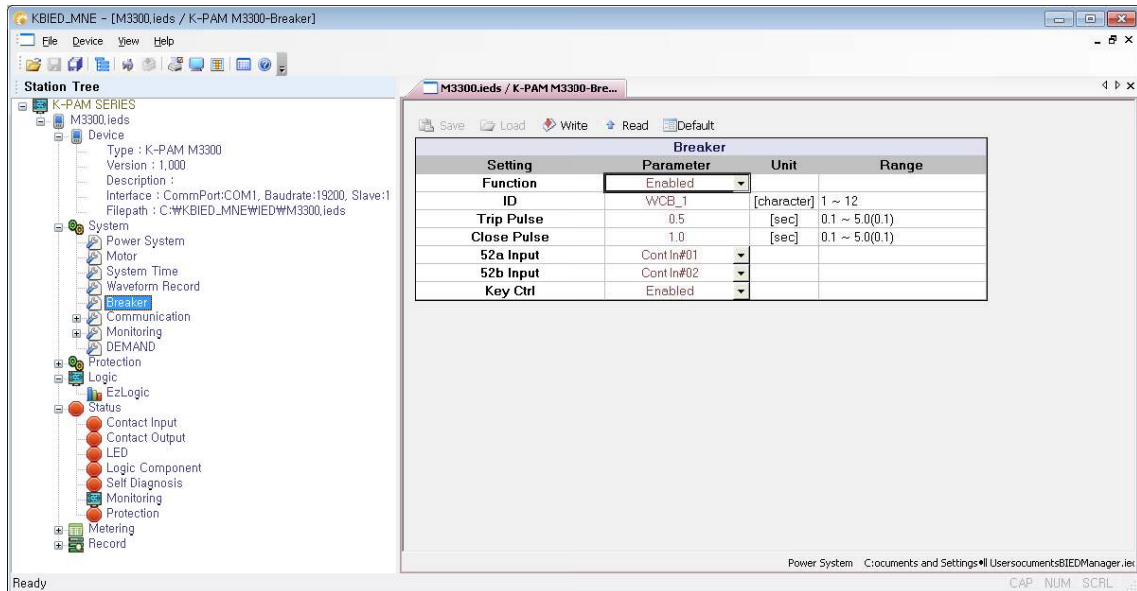 KBIED_MNE - [M3300.ieds / K-PAM M3300-Breaker]
File Device View Help
Station Tree
K-PAM SERIES
M3300.ieds
Device
Type : K-PAM M3300
Version : 1.000
Description :
Interface : CommPort:COM1, Baudrate:19200, Slave:1
Filepath : C:₩KBIED_MNE₩IED₩M3300.ieds
System
Power System
Motor
System Time
Waveform Record
Breaker
Communication
Monitoring
DEMAND
Protection
Logic
EzLogic
Status
Contact Input
Contact Output
LED
Logic Component
Self Diagnosis
Monitoring
Protection
Metering
Record
M3300.ieds / K-PAM M3300-Bre...
Save Load Write Read Default
Breaker
Setting Parameter Unit Range
Function Enabled
ID WCB_1 [character] 1 ~ 12
Trip Pulse 0.5 [sec] 0.1 ~ 5.0(0.1)
Close Pulse 1.0 [sec] 0.1 ~ 5.0(0.1)
52a Input Cont In#01
52b Input Cont In#02
Key Ctrl Enabled
Power System C:ocuments and Settings•ll UsersocumentsBIEDManager.iec
Ready
CAP NUM SCRL